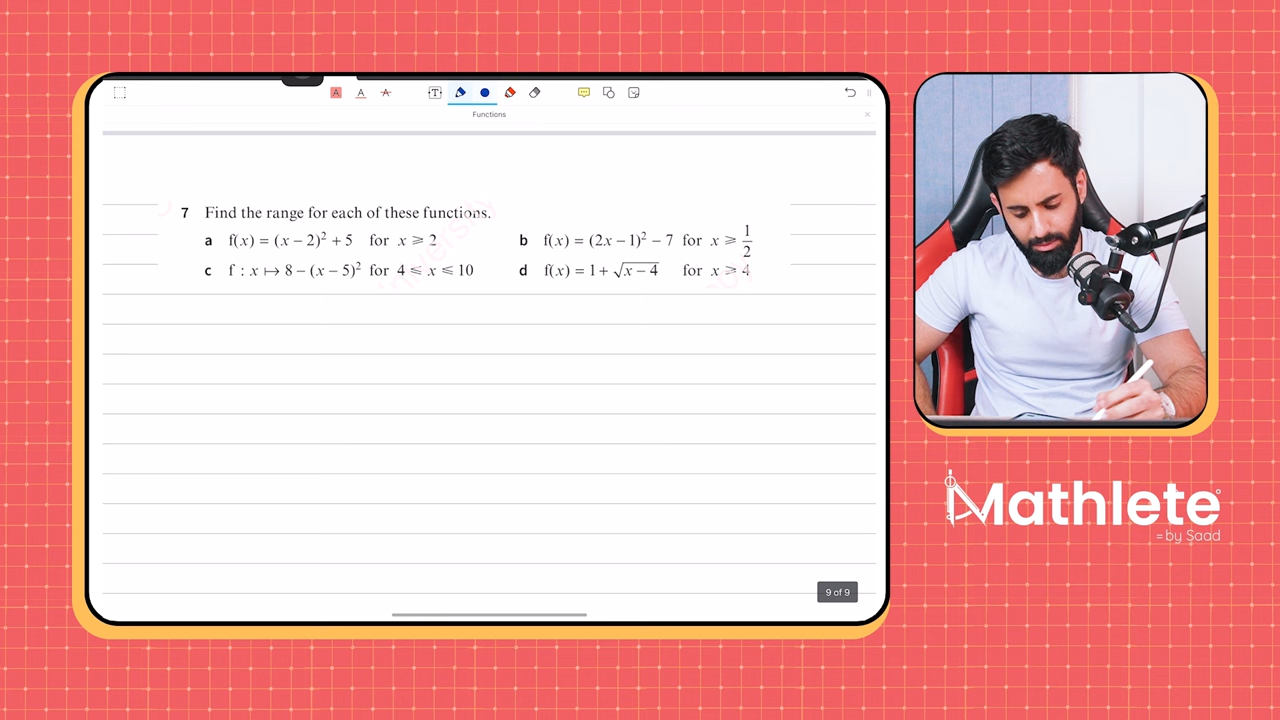 Functions
7 Find the range for each of these functions.
a f(x) = (x − 2)² + 5 for x ⩾ 2
b f(x) = (2x − 1)² − 7 for x ⩾ 1/2
c f : x ↦ 8 − (x − 5)² for 4 ⩽ x ⩽ 10
d f(x) = 1 + √(x − 4) for x ⩾ 4
9 of 9
Mathlete
= by Saad